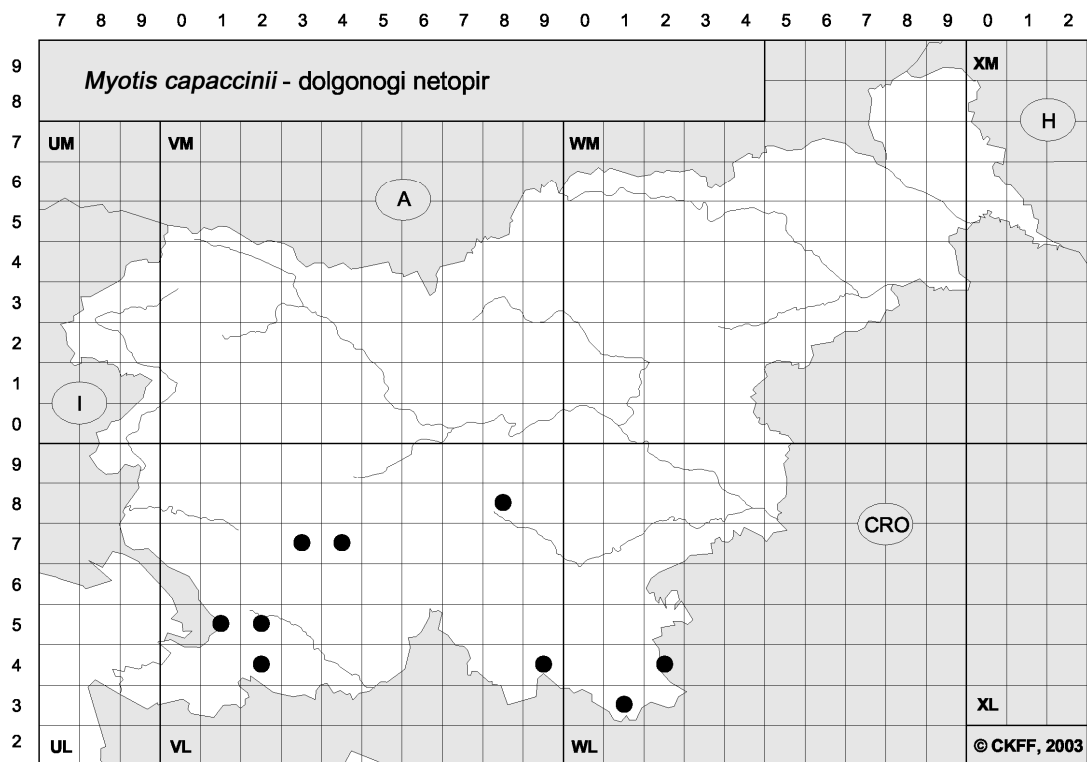 7 8 9 0 1 2 3 4 5 6 7 8 9 0 1 2 3 4 5 6 7 8 9 0 1 2
9 XM
Myotis capaccinii - dolgonogi netopir
8 H
7 UM VM WM
6 A
5
4
3
2
1 I
0
9
8 CRO
7
6
5
4
3 XL
2 UL VL WL © CKFF, 2003